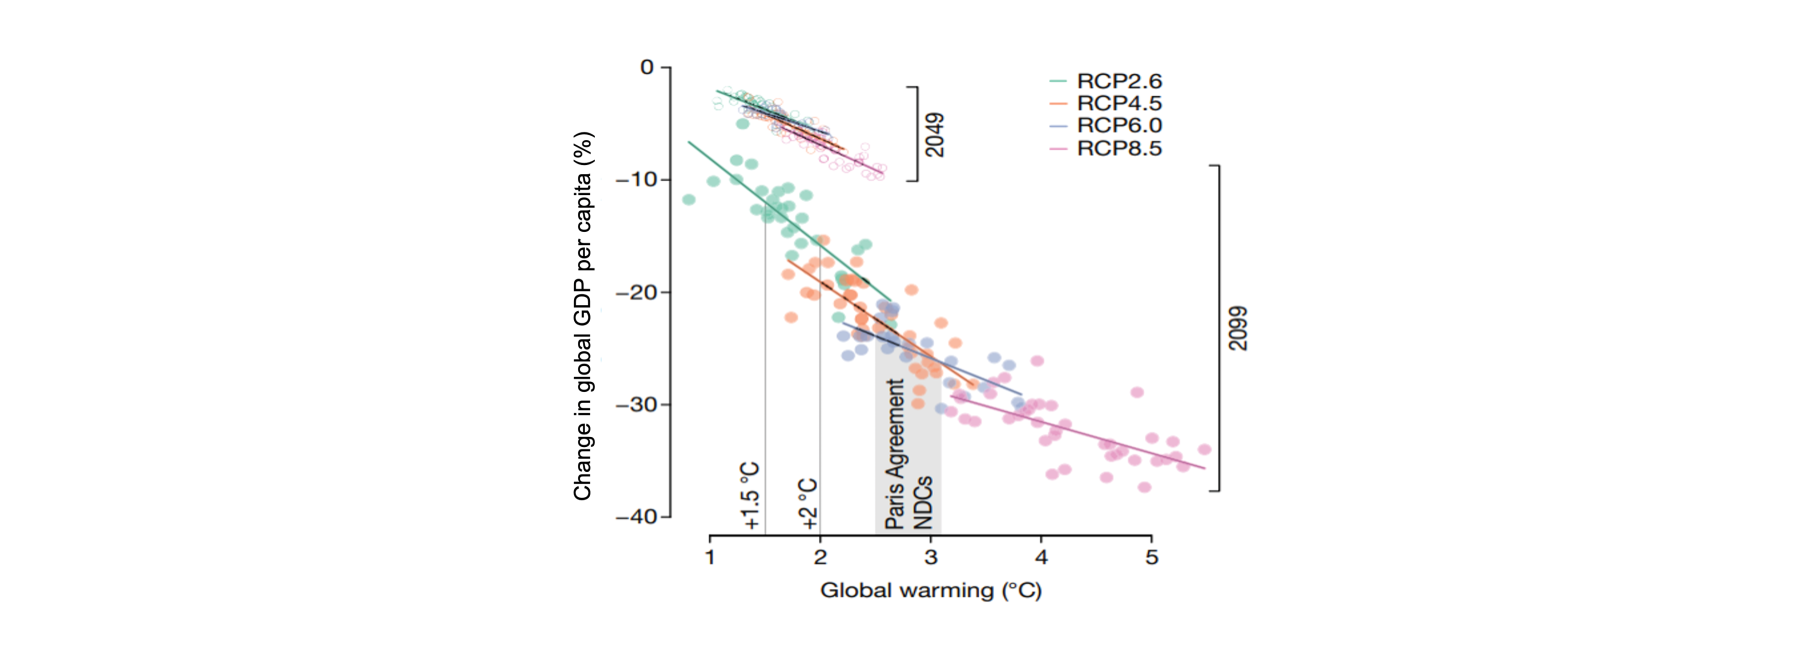 0
−10
−20
−30
−40
Change in global GDP per capita (%)
2049
RCP2.6
RCP4.5
RCP6.0
RCP8.5
2099
+1.5 °C
+2 °C
Paris Agreement
NDCs
1
2
3
4
5
Global warming (°C)